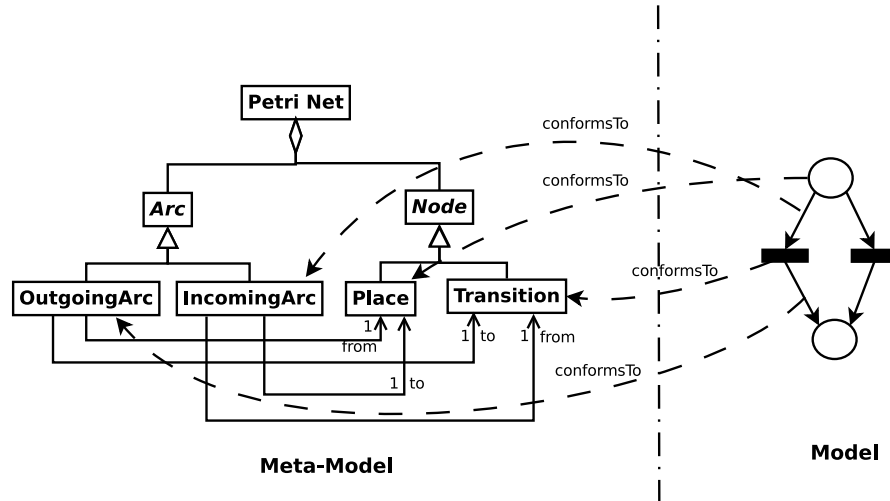 Petri Net
conformsTo
conformsTo
Arc
Node
conformsTo
OutgoingArc
IncomingArc
Place
Transition
1
from
1 to
1 from
1 to
conformsTo
Meta-Model
Model